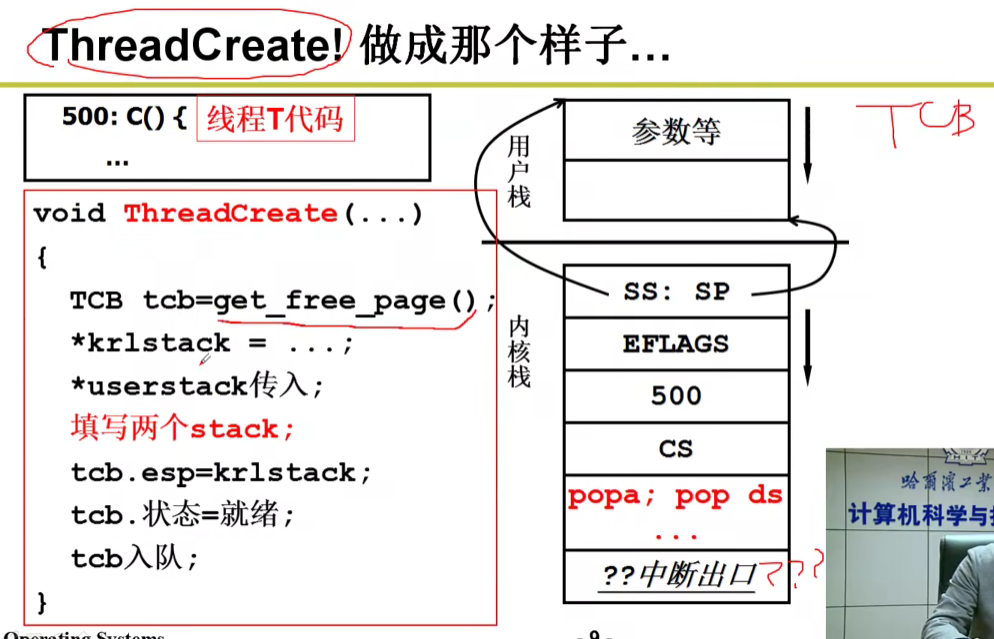 ThreadCreate! 做成那个样子…
500: C() { 线程T代码
...
void ThreadCreate(...)
{
TCB tcb=get_free_page();
*krlstack = ...;
*userstack传入;
填写两个stack;
tcb.esp=krlstack;
tcb.状态=就绪;
tcb入队;
}
用户栈
参数等
TCB
内核栈
SS: SP
EFLAGS
500
CS
popa; pop ds
...
??中断出口???
哈尔滨工业
计算机科学与
Operating Systems
- 9 -